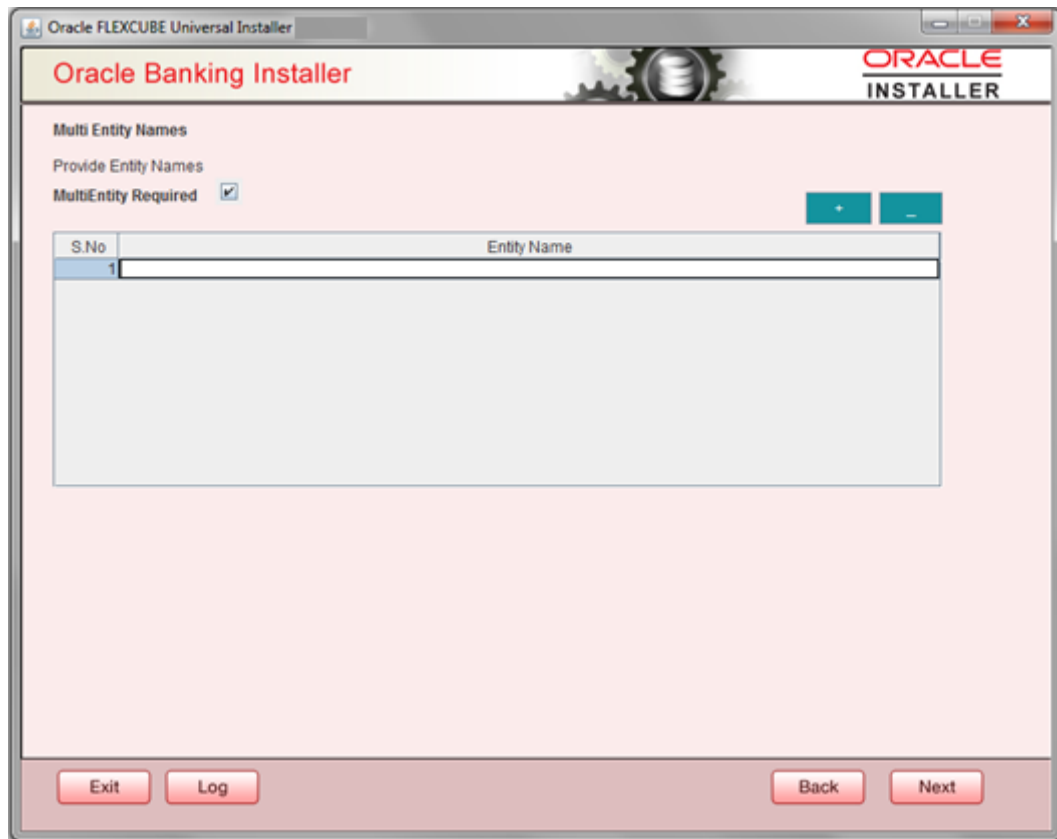 Oracle FLEXCUBE Universal Installer
Oracle Banking Installer
ORACLE
INSTALLER
Multi Entity Names
Provide Entity Names
MultiEntity Required
+ _
S.No Entity Name
1
Exit Log Back Next